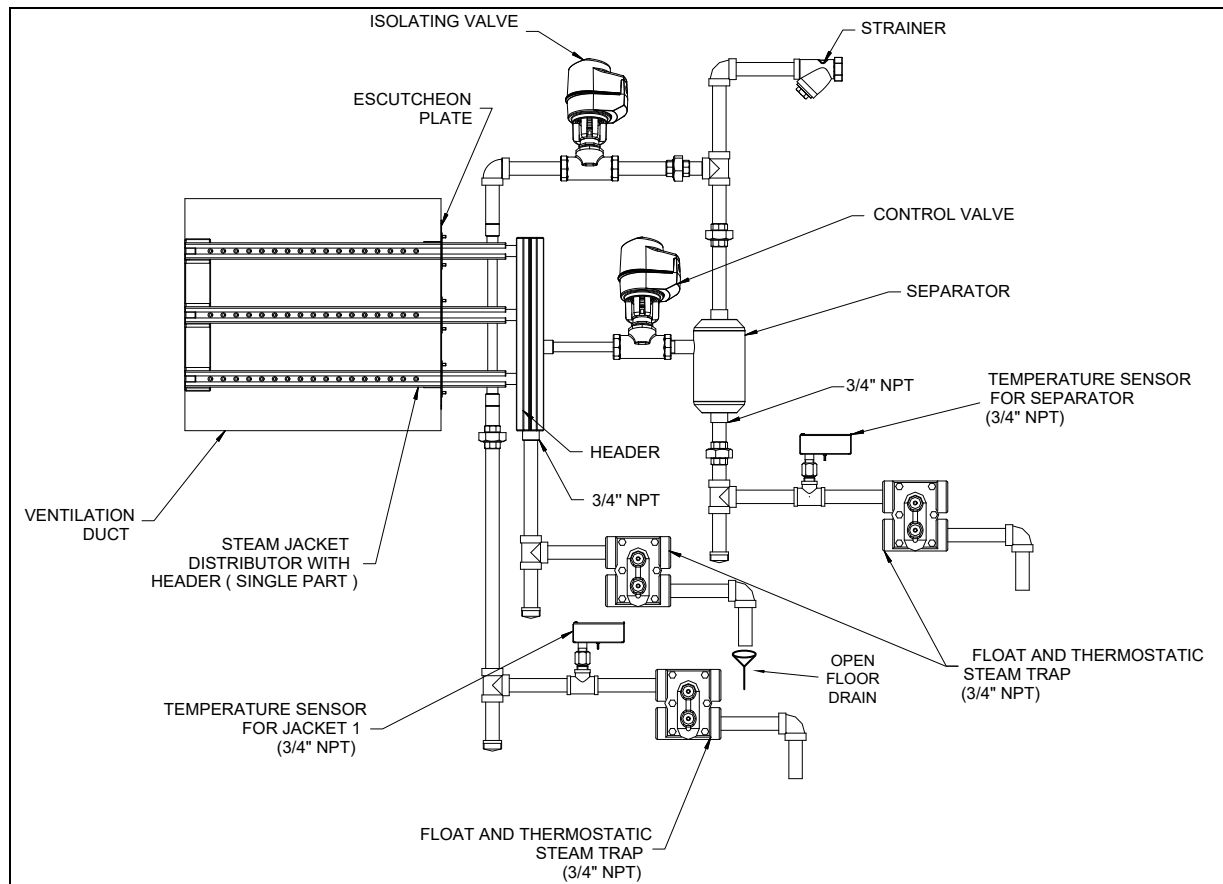 ISOLATING VALVE
STRAINER
ESCUTCHEON
PLATE
CONTROL VALVE
SEPARATOR
3/4" NPT
TEMPERATURE SENSOR
FOR SEPARATOR
(3/4" NPT)
HEADER
3/4" NPT
VENTILATION
DUCT
STEAM JACKET
DISTRIBUTOR WITH
HEADER ( SINGLE PART )
OPEN
FLOOR
DRAIN
FLOAT AND THERMOSTATIC
STEAM TRAP
(3/4" NPT)
TEMPERATURE SENSOR
FOR JACKET 1
(3/4" NPT)
FLOAT AND THERMOSTATIC
STEAM TRAP
(3/4" NPT)